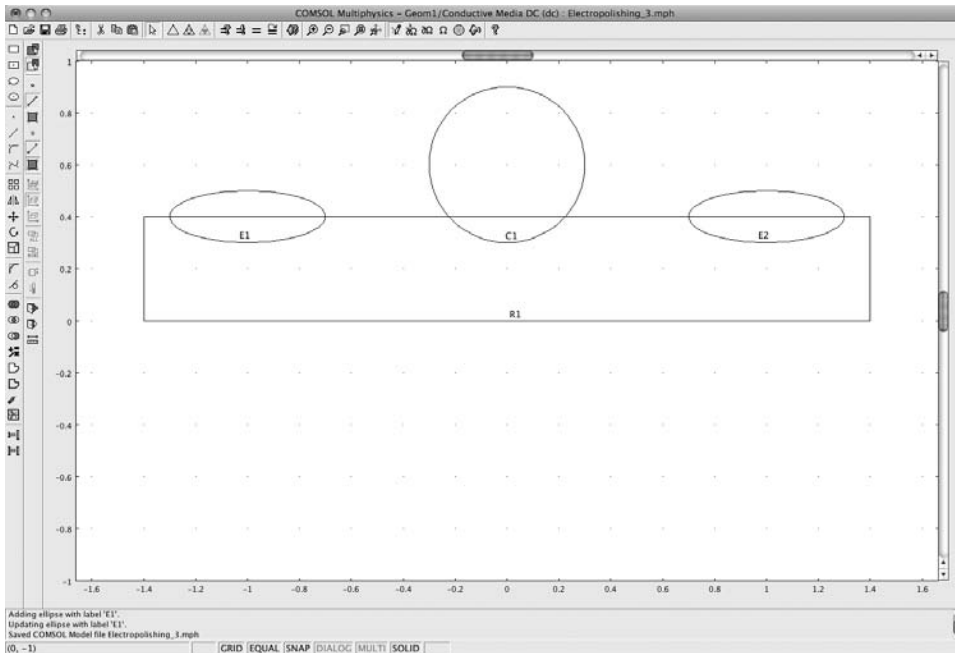 COMSOL Multiphysics – Geom1/Conductive Media DC (dc) : Electropolishing_3.mph
1
0.8
0.6
0.4
0.2
0
-0.2
-0.4
-0.6
-0.8
-1
E1
C1
E2
R1
-1.6 -1.4 -1.2 -1 -0.8 -0.6 -0.4 -0.2 0 0.2 0.4 0.6 0.8 1 1.2 1.4 1.6
Adding ellipse with label 'E1'.
Updating ellipse with label 'E1'.
Saved COMSOL Model file Electropolishing_3.mph
(0, -1) GRID EQUAL SNAP DIALOG MULTI SOLID